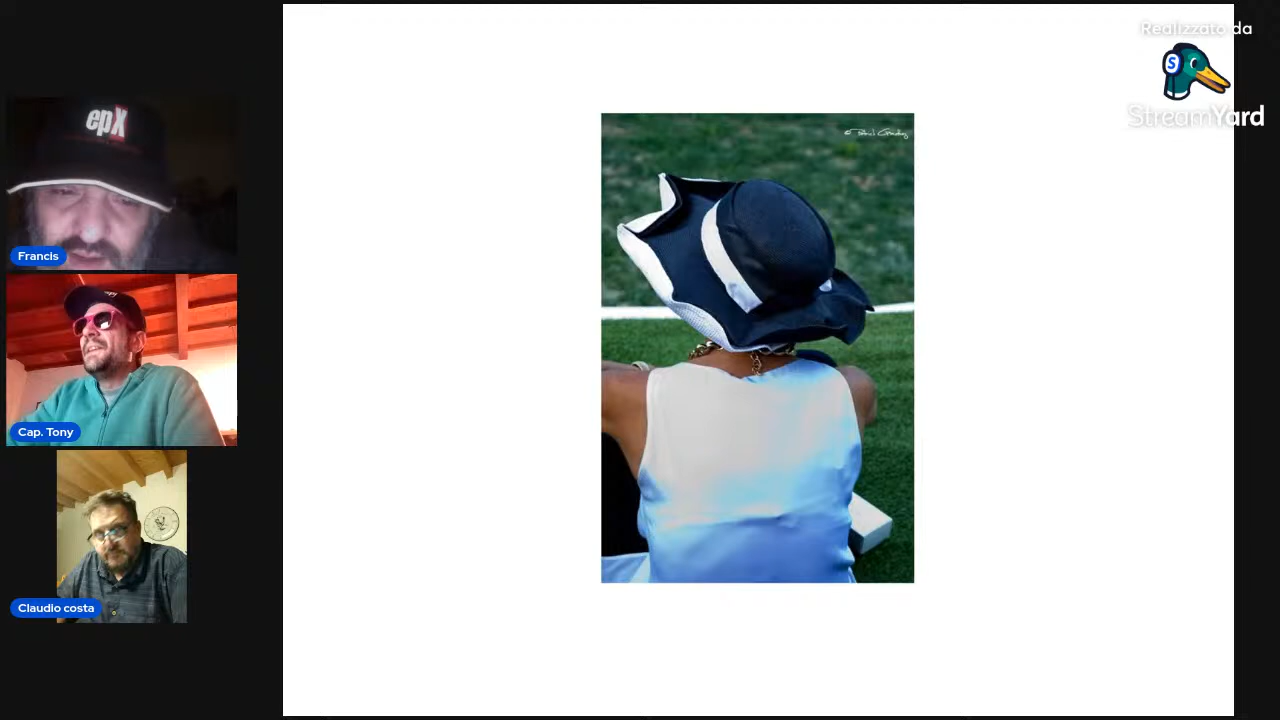 Realizzato da
StreamYard
S
epX
Francis
Cap. Tony
Claudio costa
©